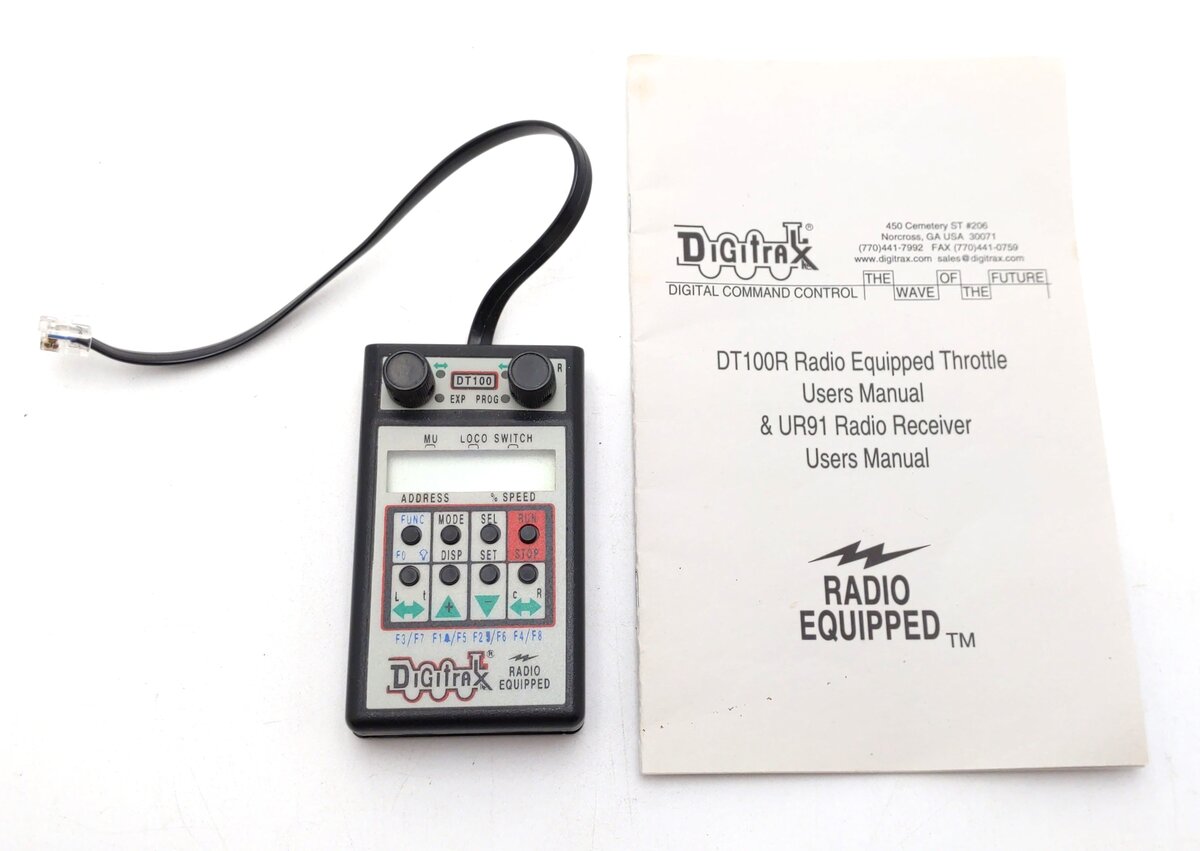 R
DT100
EXP PROG
MU LOCO SWITCH
ADDRESS % SPEED
FUNC MODE SEL RUN
F0 DISP SET STOP
L t + - c R
F3/F7 F1/F5 F2/F6 F4/F8
DIGITRAX INC ®
RADIO
EQUIPPED
DIGITRAX INC ®
450 Cemetery ST #206
Norcross, GA USA 30071
(770)441-7992 FAX (770)441-0759
www.digitrax.com sales@digitrax.com
DIGITAL COMMAND CONTROL THE WAVE OF THE FUTURE
DT100R Radio Equipped Throttle
Users Manual
& UR91 Radio Receiver
Users Manual
RADIO
EQUIPPED TM